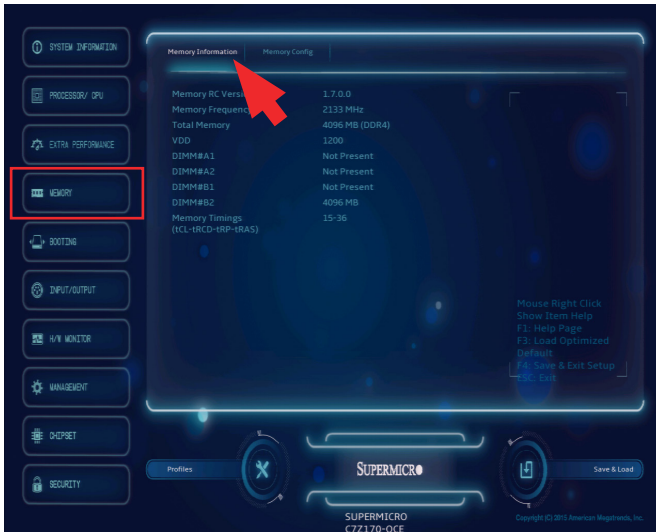 SYSTEM INFORMATION
PROCESSOR/ CPU
EXTRA PERFORMANCE
MEMORY
BOOTING
INPUT/OUTPUT
H/W MONITOR
MANAGEMENT
CHIPSET
SECURITY
Memory Information
Memory Config
Memory RC Versi 1.7.0.0
Memory Frequenc 2133 MHz
Total Memory 4096 MB (DDR4)
VDD 1200
DIMM#A1 Not Present
DIMM#A2 Not Present
DIMM#B1 Not Present
DIMM#B2 4096 MB
Memory Timings 15-36
(tCL-tRCD-tRP-tRAS)
Mouse Right Click
Show Item Help
F1: Help Page
F3: Load Optimized
Default
F4: Save & Exit Setup
ESC: Exit
Profiles
SUPERMICRO
Save & Load
SUPERMICRO
C7Z170-OCE
Copyright (C) 2015 American Megatrends, Inc.